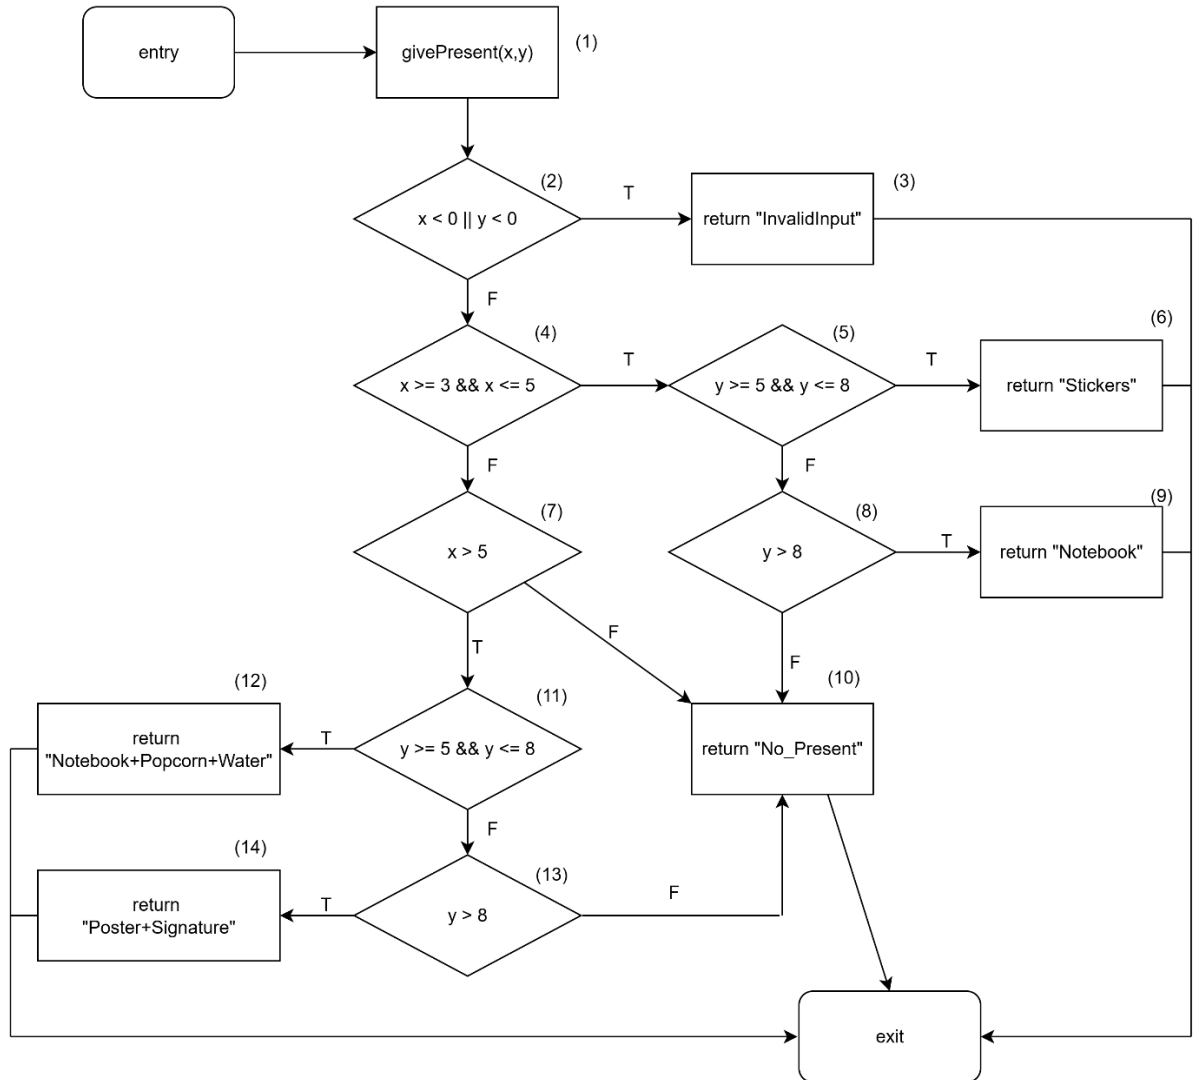 entry
givePresent(x,y)
(1)
(2)
x < 0 || y < 0
T
return "InvalidInput"
(3)
F
(4)
x >= 3 && x <= 5
T
(5)
y >= 5 && y <= 8
T
(6)
return "Stickers"
F
F
(7)
x > 5
(8)
y > 8
T
(9)
return "Notebook"
F
T
F
(10)
return "No_Present"
(12)
return
"Notebook+Popcorn+Water"
T
(11)
y >= 5 && y <= 8
F
(14)
return
"Poster+Signature"
T
(13)
y > 8
F
exit